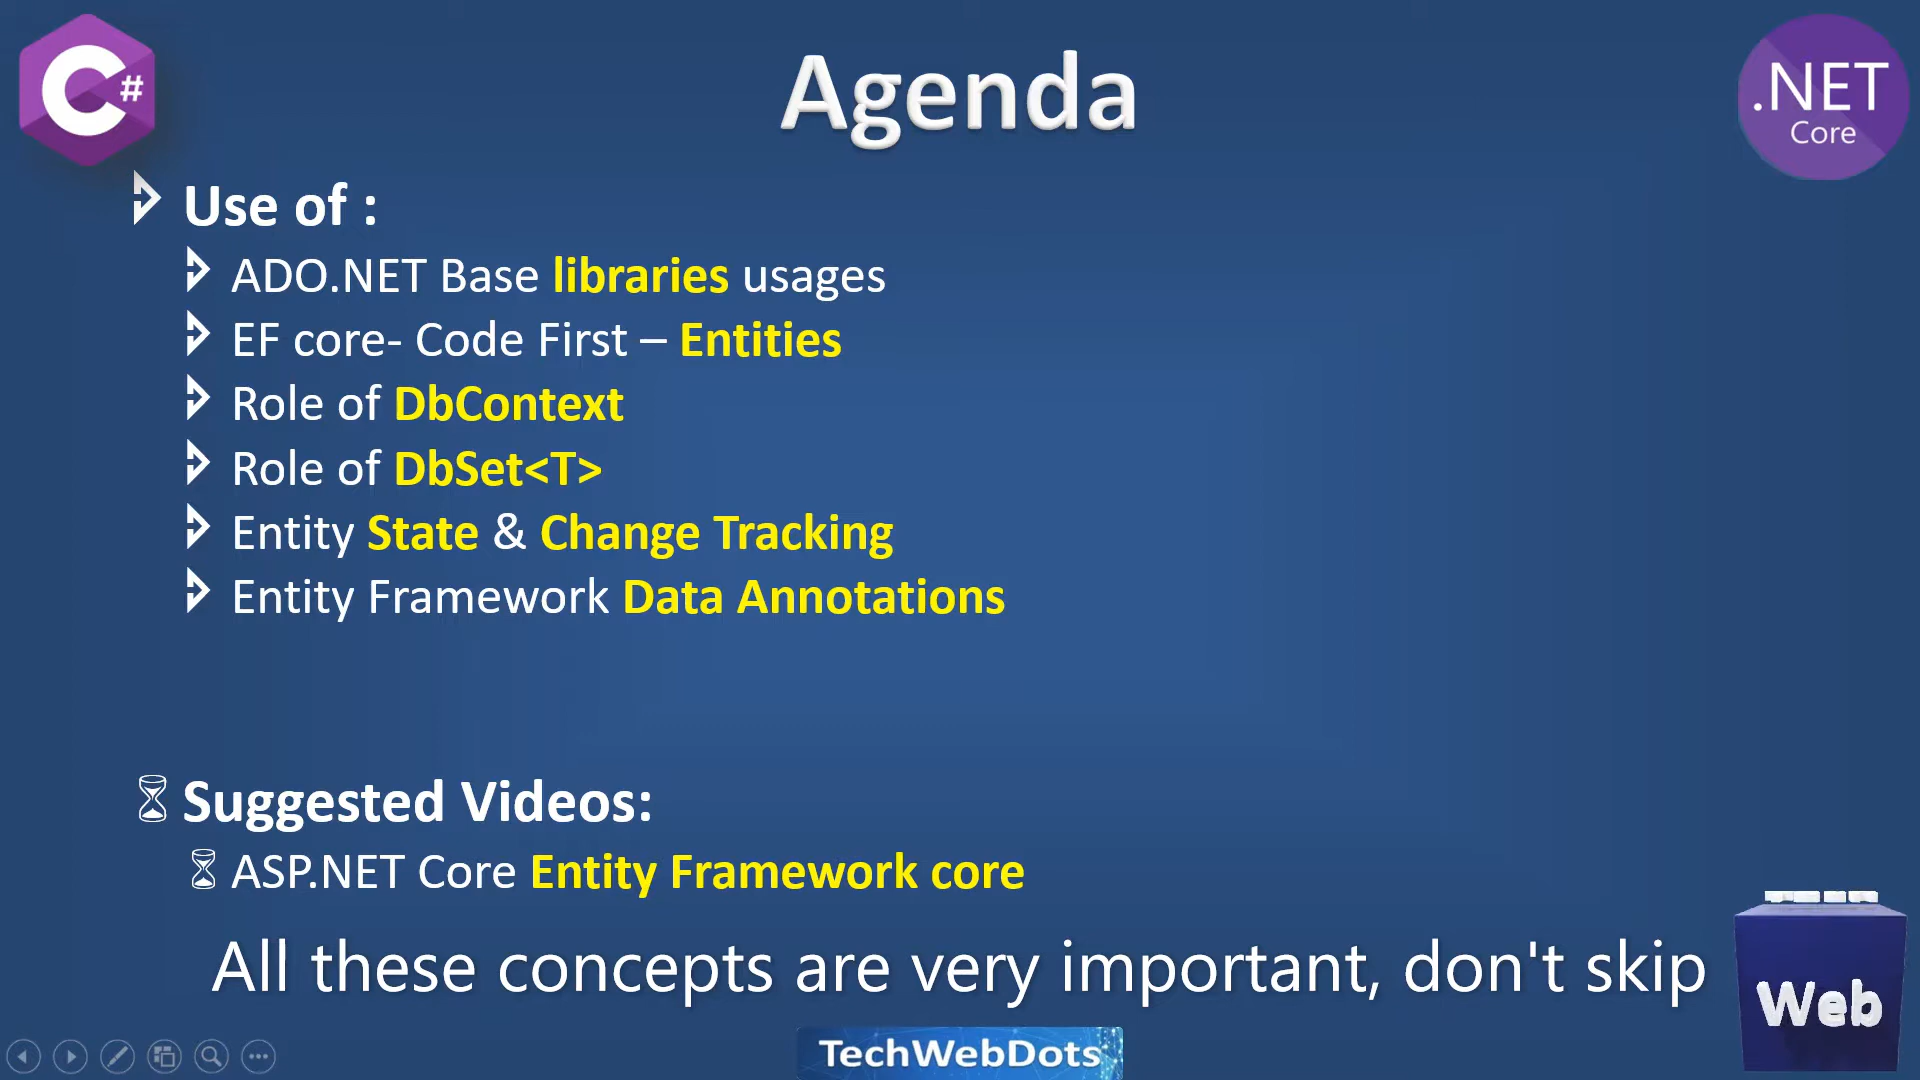 C#
Agenda
.NET
Core
Use of :
ADO.NET Base libraries usages
EF core- Code First – Entities
Role of DbContext
Role of DbSet<T>
Entity State & Change Tracking
Entity Framework Data Annotations
Suggested Videos:
ASP.NET Core Entity Framework core
All these concepts are very important, don't skip
Web
TechWebDots